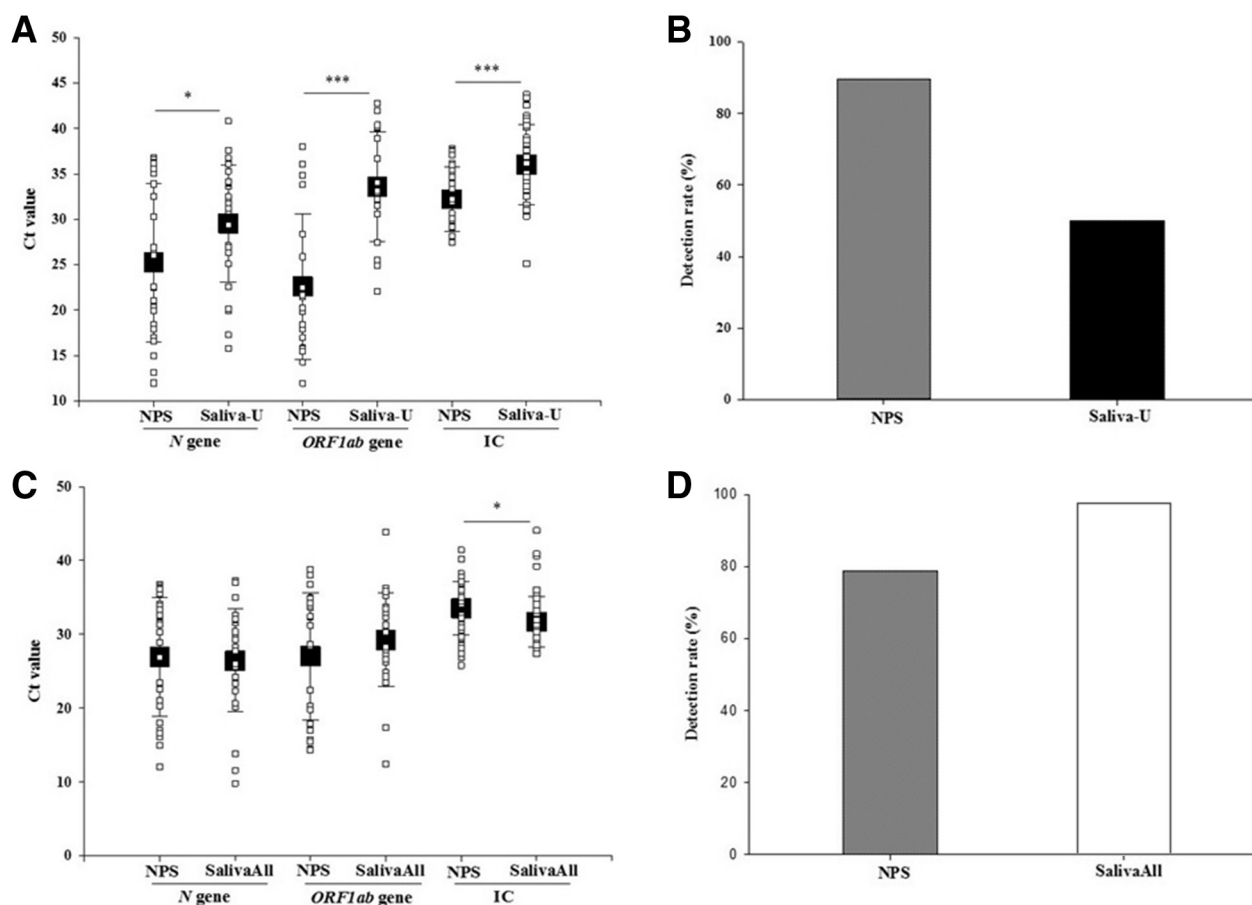 A
B
50
45
40
35
30
25
20
15
10
Ct value
* *** ***
NPS Saliva-U NPS Saliva-U NPS Saliva-U
N gene ORF1ab gene IC
100
80
60
40
20
0
Detection rate (%)
NPS Saliva-U
C
D
50
40
30
20
10
0
Ct value
*
NPS SalivaAll NPS SalivaAll NPS SalivaAll
N gene ORF1ab gene IC
100
80
60
40
20
0
Detection rate (%)
NPS SalivaAll